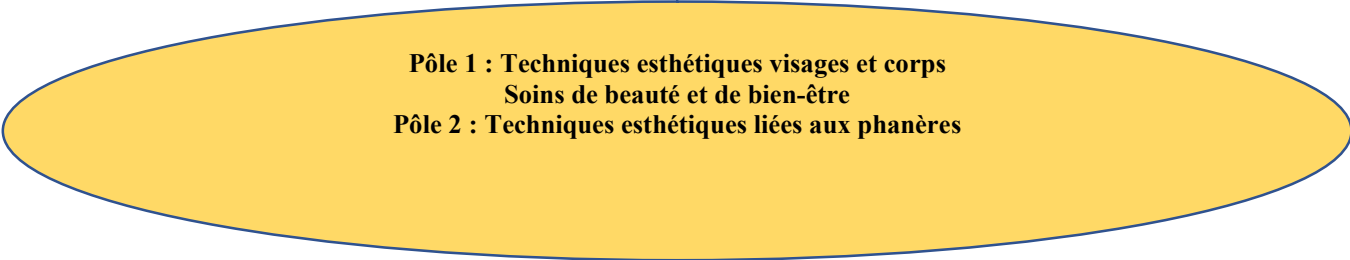 Pôle 1 : Techniques esthétiques visages et corps
Soins de beauté et de bien-être
Pôle 2 : Techniques esthétiques liées aux phanères